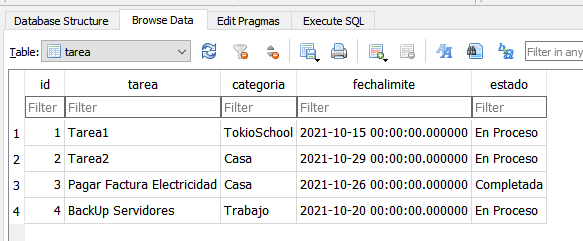 Database Structure Browse Data Edit Pragmas Execute SQL
Table: tarea Filter in any
id tarea categoria fechalimite estado
Filter Filter Filter Filter Filter
1 1 Tarea1 TokioSchool 2021-10-15 00:00:00.000000 En Proceso
2 2 Tarea2 Casa 2021-10-29 00:00:00.000000 En Proceso
3 3 Pagar Factura Electricidad Casa 2021-10-26 00:00:00.000000 Completada
4 4 BackUp Servidores Trabajo 2021-10-20 00:00:00.000000 En Proceso